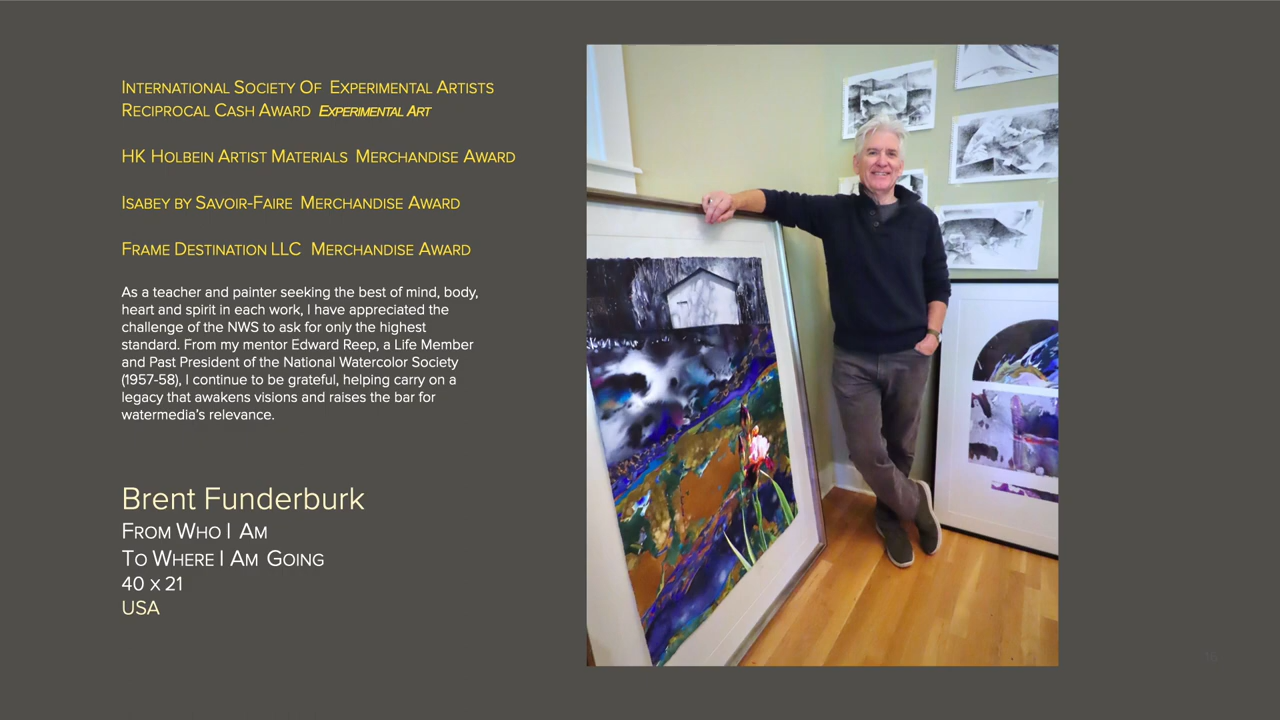 International Society Of Experimental Artists
Reciprocal Cash Award Experimental Art
HK Holbein Artist Materials Merchandise Award
Isabey by Savoir-Faire Merchandise Award
Frame Destination LLC Merchandise Award
As a teacher and painter seeking the best of mind, body,
heart and spirit in each work, I have appreciated the
challenge of the NWS to ask for only the highest
standard. From my mentor Edward Reep, a Life Member
and Past President of the National Watercolor Society
(1957-58), I continue to be grateful, helping carry on a
legacy that awakens visions and raises the bar for
watermedia's relevance.
Brent Funderburk
From Who I Am
To Where I Am Going
40 x 21
USA